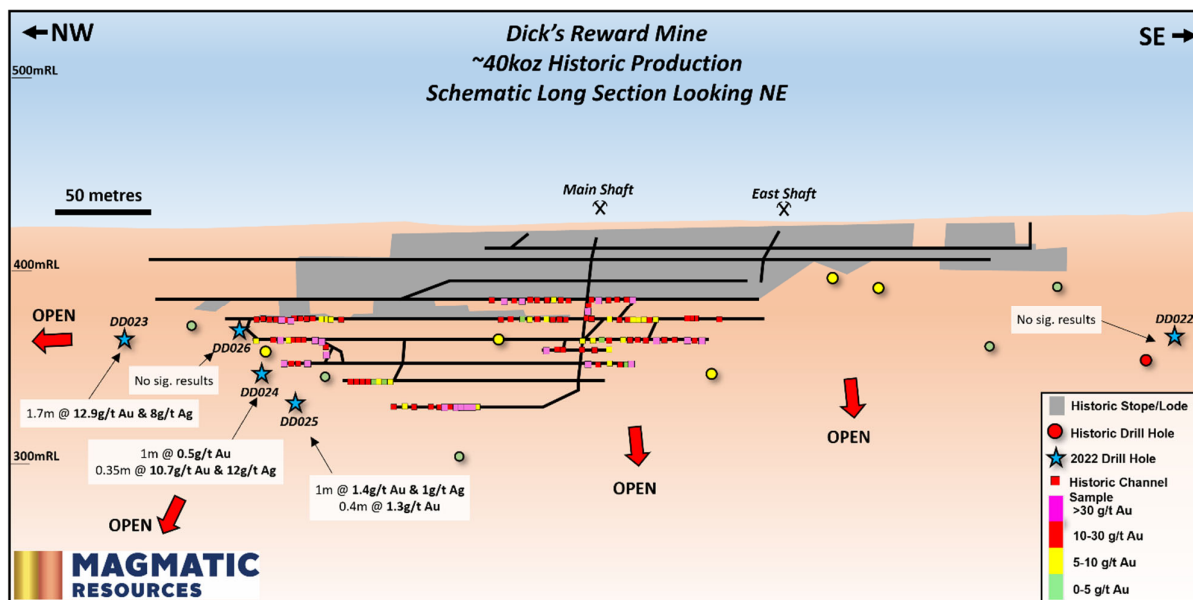 NW
SE
Dick's Reward Mine
~40koz Historic Production
Schematic Long Section Looking NE
500mRL
50 metres
Main Shaft
East Shaft
400mRL
OPEN
DD023
DD026
No sig. results
DD022
No sig. results
DD024
DD025
1.7m @ 12.9g/t Au & 8g/t Ag
1m @ 0.5g/t Au
0.35m @ 10.7g/t Au & 12g/t Ag
300mRL
1m @ 1.4g/t Au & 1g/t Ag
0.4m @ 1.3g/t Au
OPEN
OPEN
OPEN
Historic Stope/Lode
Historic Drill Hole
2022 Drill Hole
Historic Channel
Sample
>30 g/t Au
10-30 g/t Au
5-10 g/t Au
0-5 g/t Au
MAGMATIC
RESOURCES